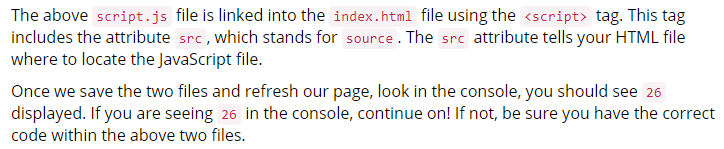 The above script.js file is linked into the index.html file using the <script> tag. This tag
includes the attribute src, which stands for source. The src attribute tells your HTML file
where to locate the JavaScript file.
Once we save the two files and refresh our page, look in the console, you should see 26
displayed. If you are seeing 26 in the console, continue on! If not, be sure you have the correct
code within the above two files.